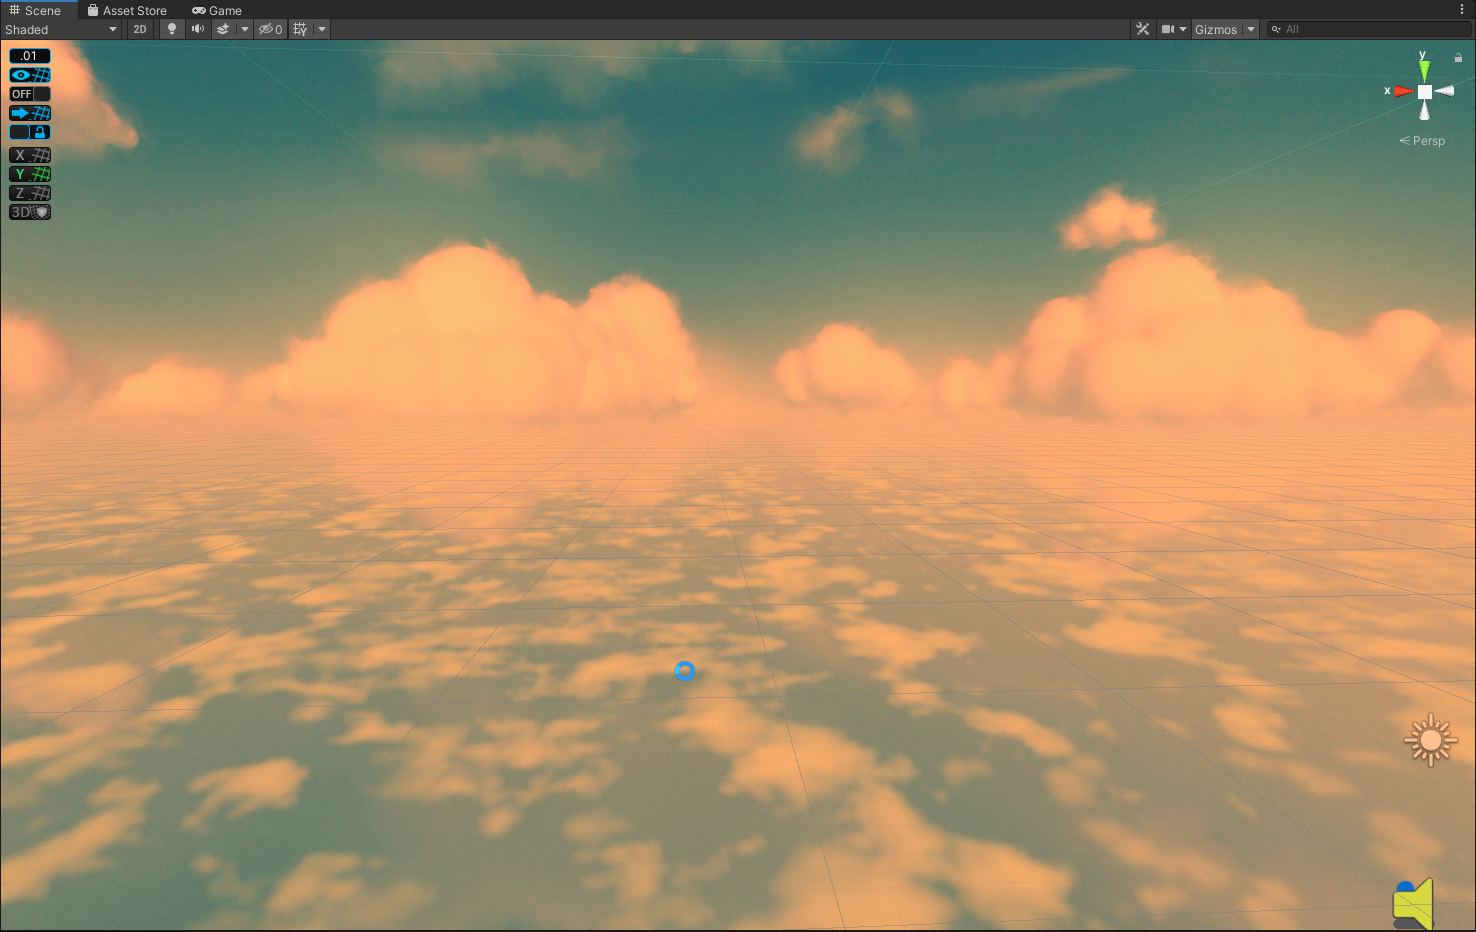 Scene Asset Store Game
Shaded 2D 0 Gizmos All
.01
OFF
X
Y
Z
3D
y
x
Persp